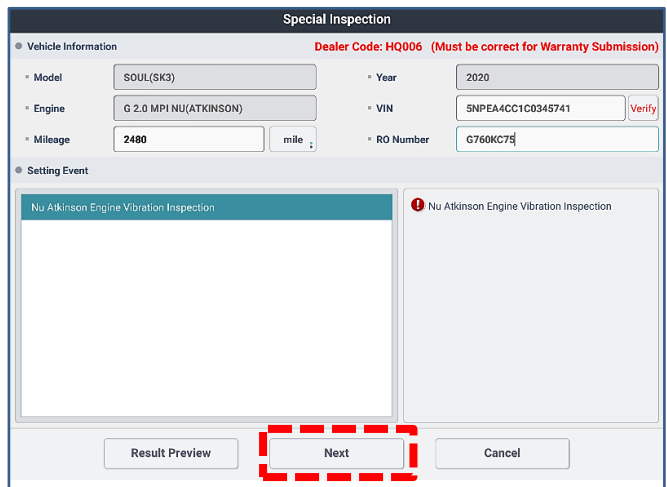 Special Inspection
Vehicle Information Dealer Code: HQ006 (Must be correct for Warranty Submission)
Model SOUL(SK3) Year 2020
Engine G 2.0 MPI NU(ATKINSON) VIN 5NPEA4CC1C0345741 Verify
Mileage 2480 mile RO Number G760KC75
Setting Event
Nu Atkinson Engine Vibration Inspection Nu Atkinson Engine Vibration Inspection
Result Preview Next Cancel